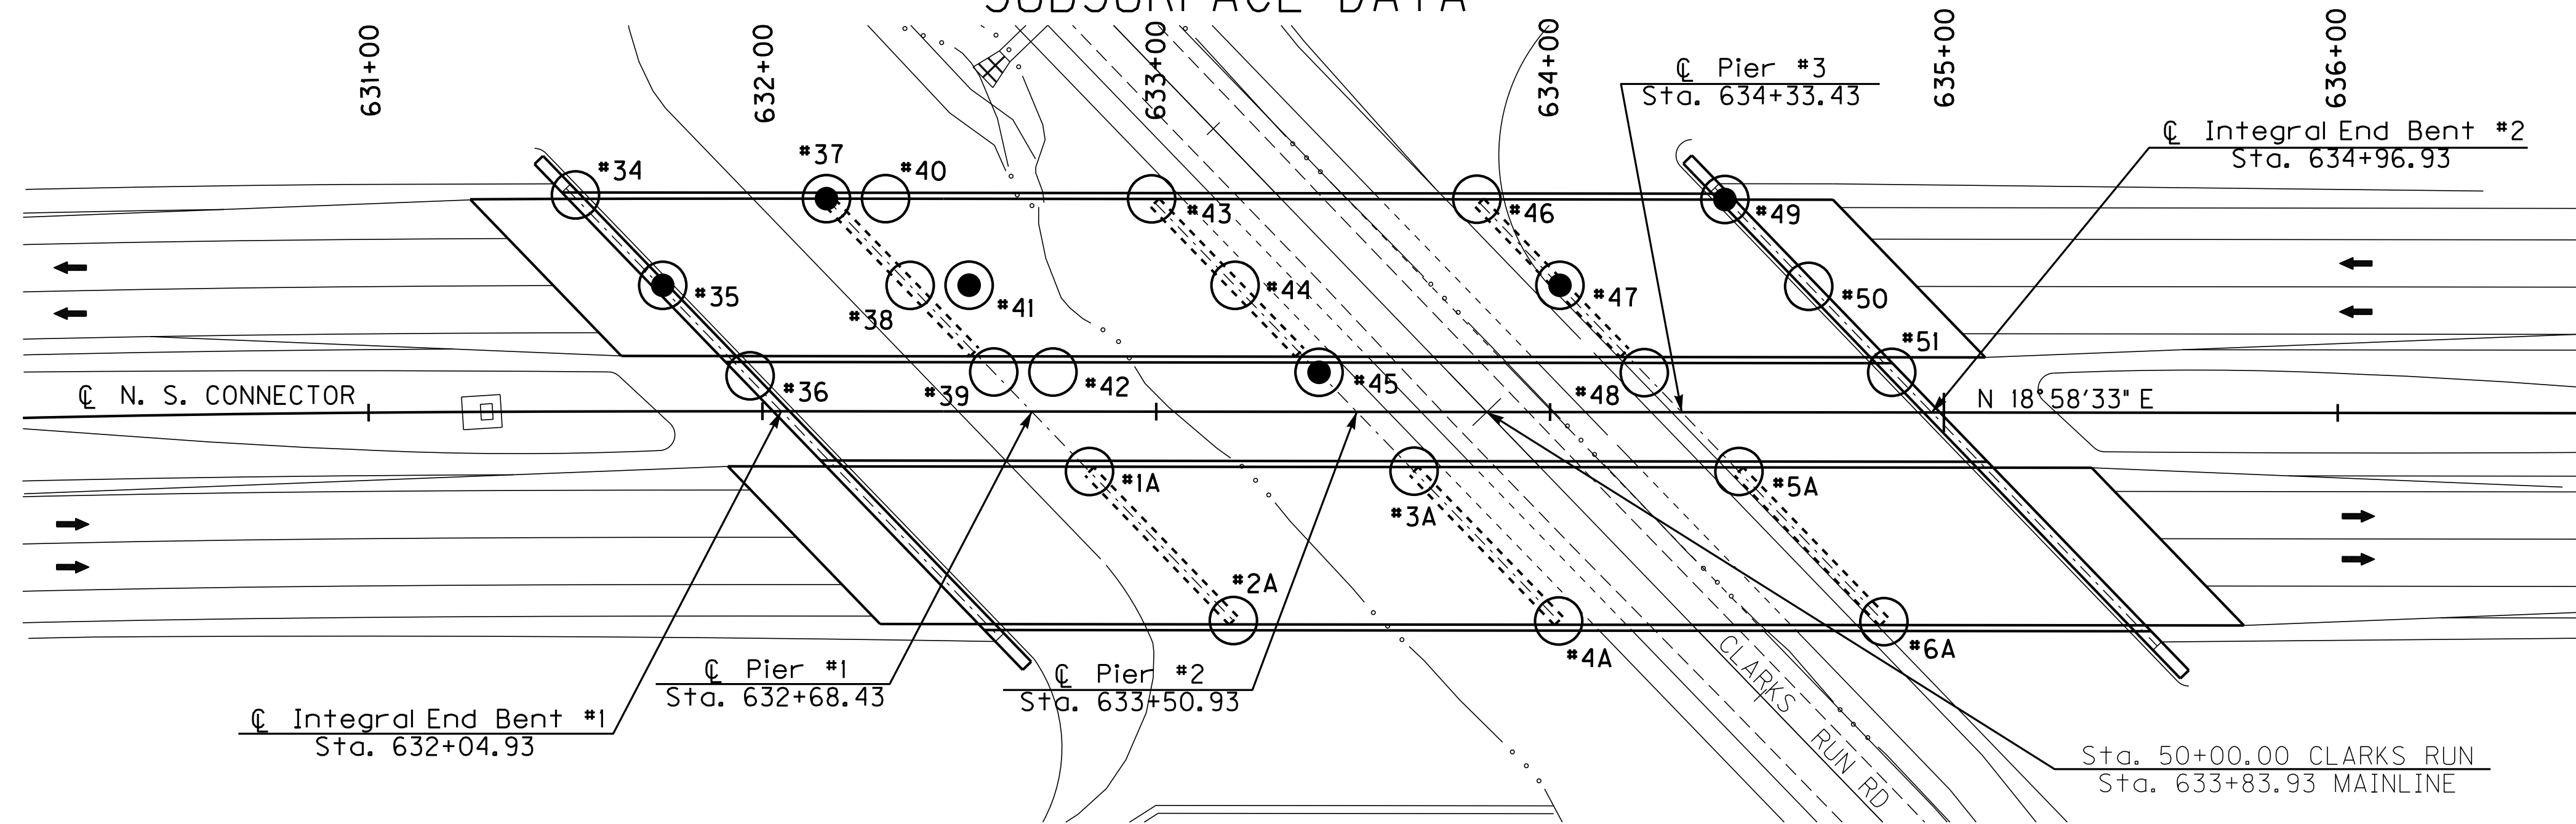 SUBSURFACE DATA
631+00
632+00
633+00
634+00
635+00
636+00
℄ Pier #3
Sta. 634+33.43
℄ Integral End Bent #2
Sta. 634+96.93
#34
#37
#40
#43
#46
#49
#35
#38
#41
#44
#47
#50
#51
#36
#39
#42
#45
#48
℄ N. S. CONNECTOR
N 18°58'33" E
#1A
#3A
#5A
#2A
#4A
#6A
℄ Pier #1
Sta. 632+68.43
℄ Pier #2
Sta. 633+50.93
℄ Integral End Bent #1
Sta. 632+04.93
CLARKS RUN RD
Sta. 50+00.00 CLARKS RUN
Sta. 633+83.93 MAINLINE